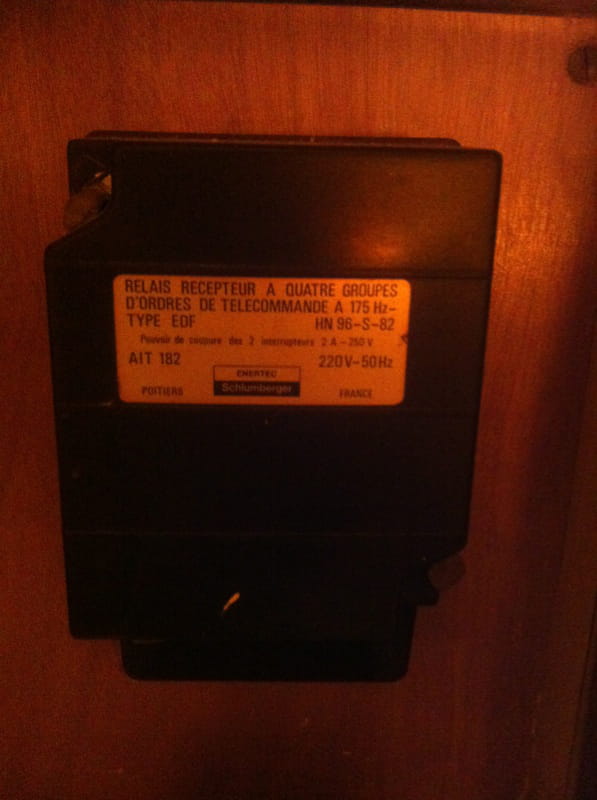 RELAIS RECEPTEUR A QUATRE GROUPES
D'ORDRES DE TELECOMMANDE A 175 Hz-
TYPE EDF HN 96-S-82
Pouvoir de coupure des 2 interrupteurs 2 A - 250 V
AIT 182 220V-50Hz
ENERTEC
Schlumberger
POITIERS FRANCE